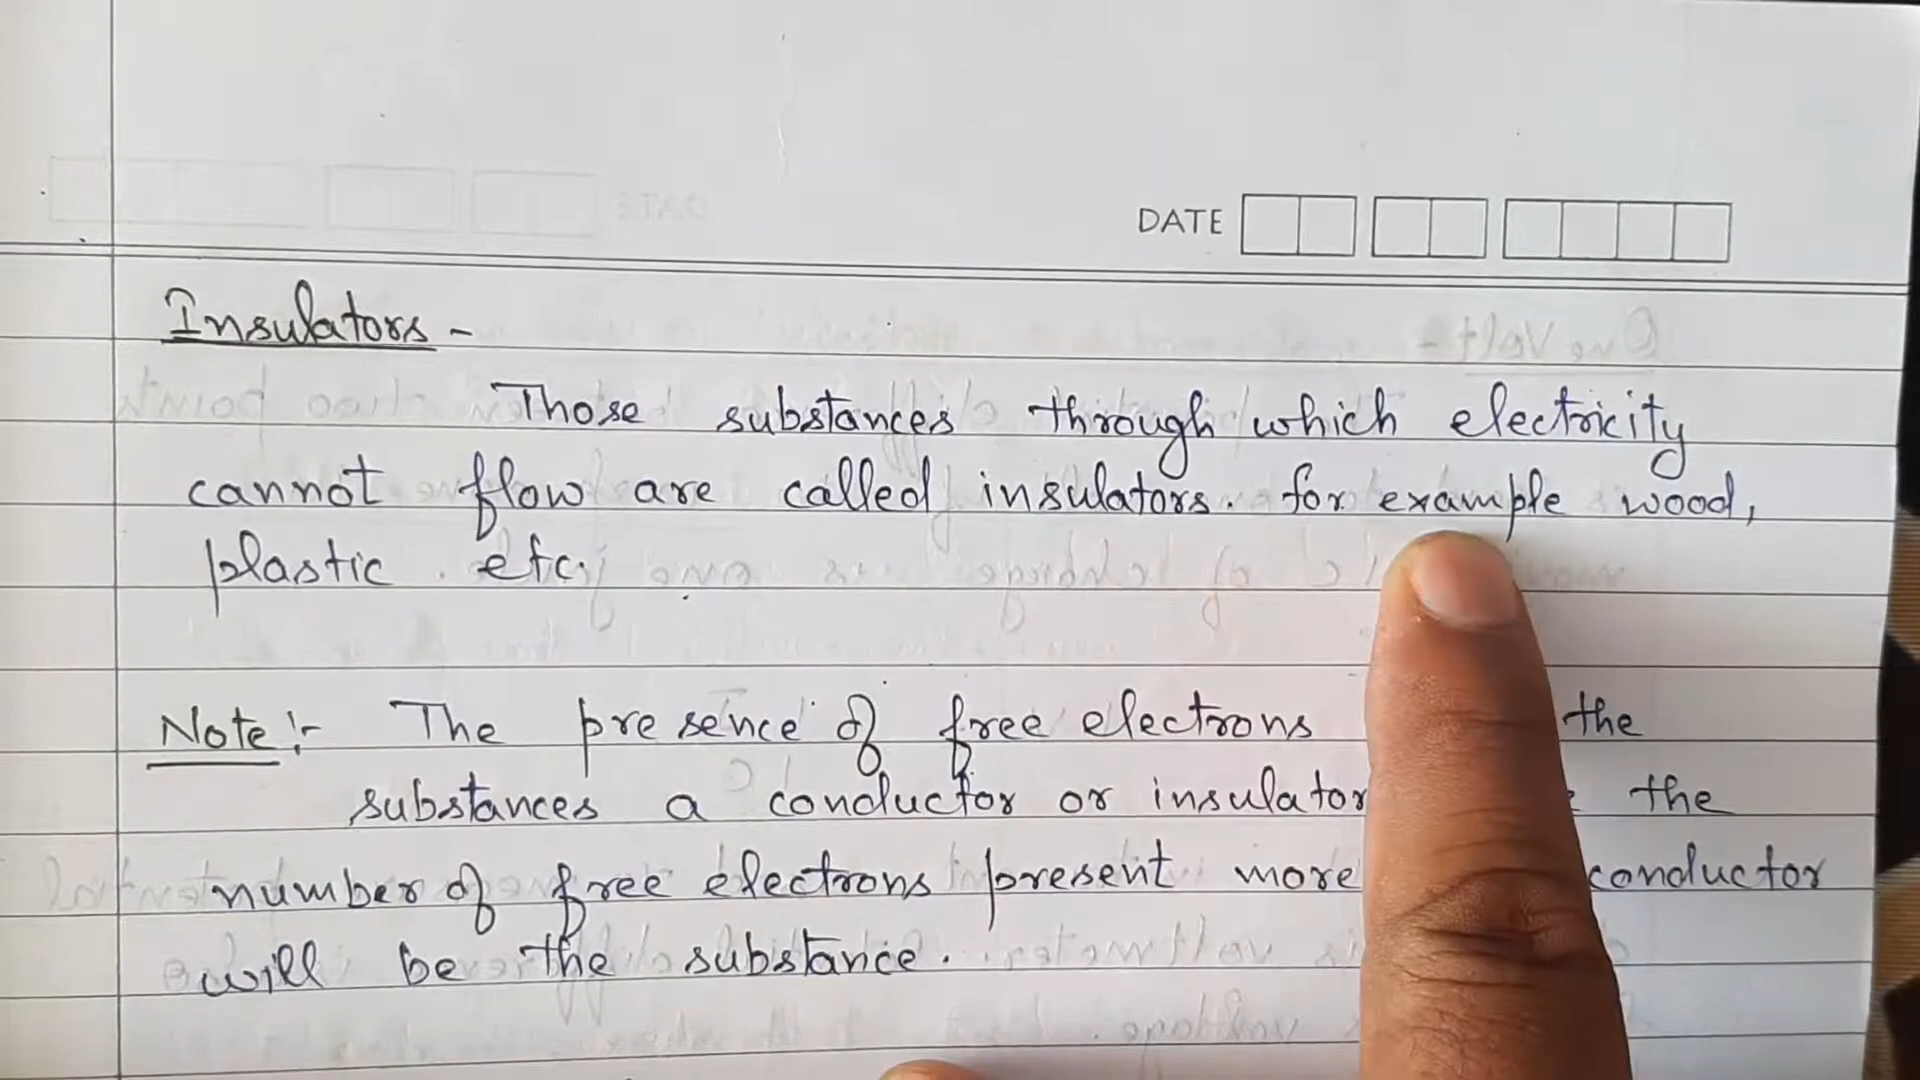 DATE
Insulators -
Those substances through which electricity
cannot flow are called insulators. for example wood,
plastic etc.
Note :- The presence of free electrons the
substances a conductor or insulator the
number of free electrons present more conductor
will be the substance.